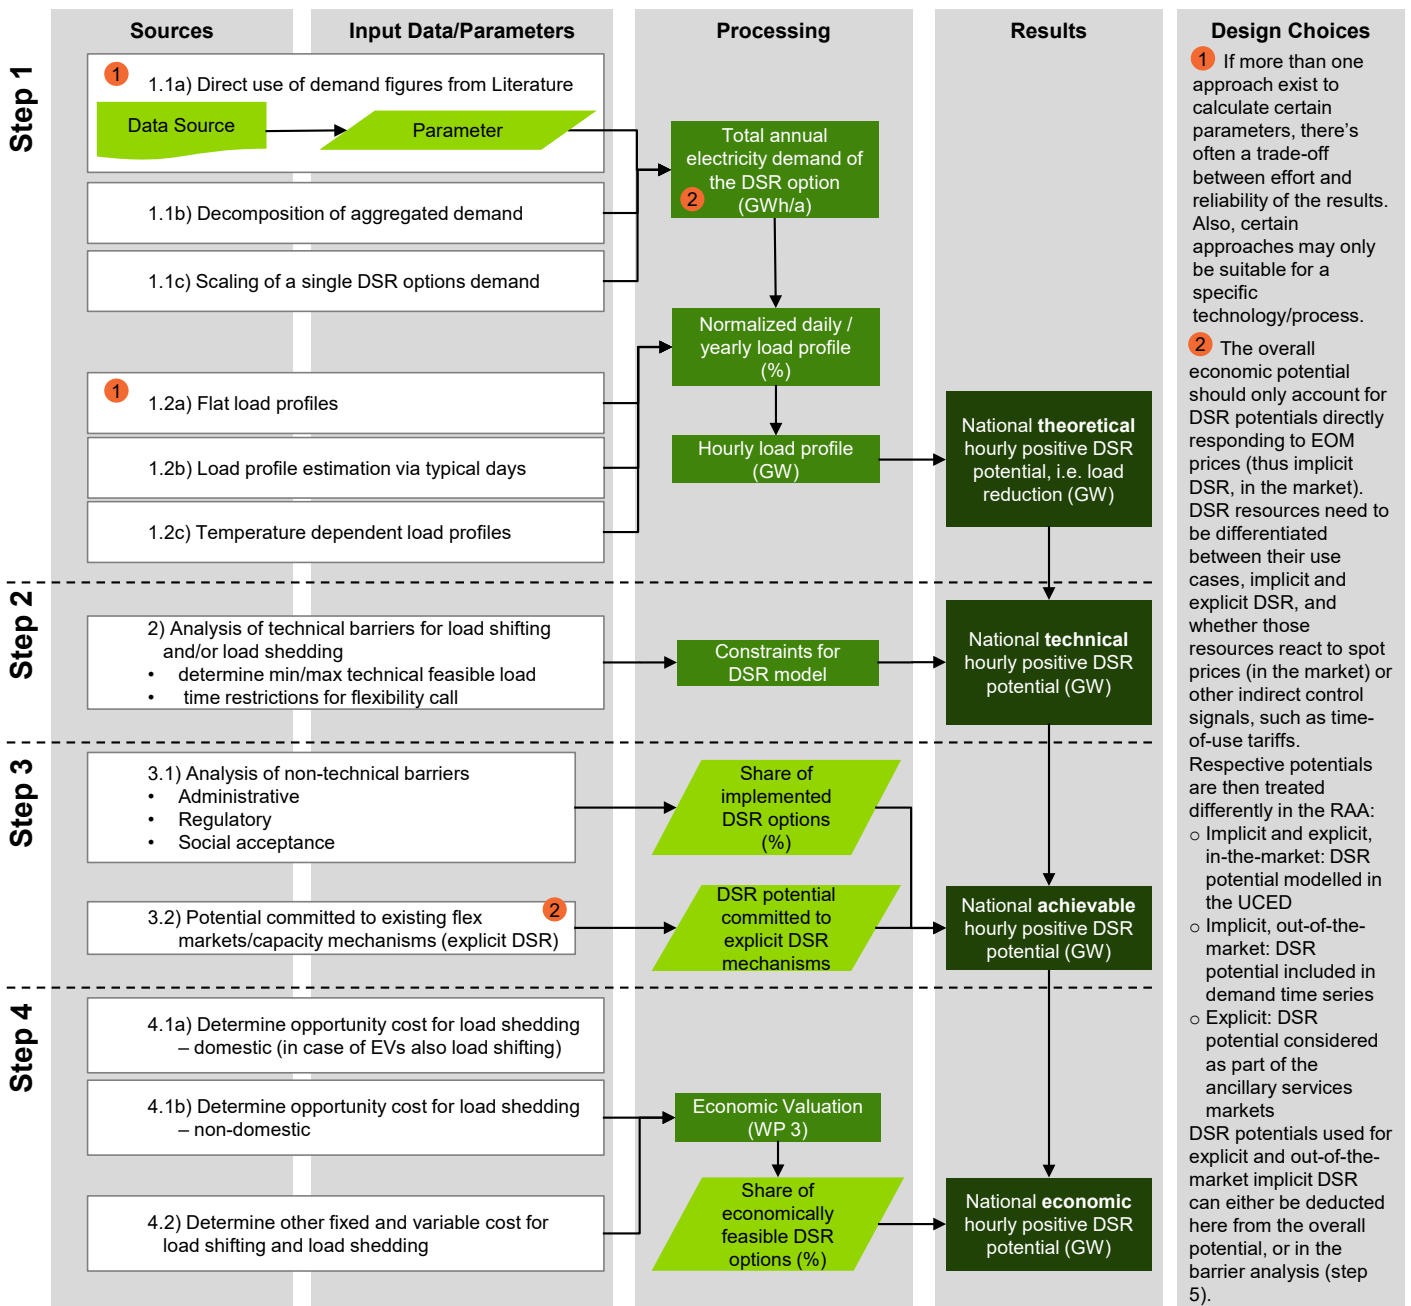 Sources
Input Data/Parameters
Processing
Results
Design Choices
Step 1
1
1.1a) Direct use of demand figures from Literature
Data Source
Parameter
1.1b) Decomposition of aggregated demand
1.1c) Scaling of a single DSR options demand
1
1.2a) Flat load profiles
1.2b) Load profile estimation via typical days
1.2c) Temperature dependent load profiles
Total annual
electricity demand of
the DSR option
(GWh/a)
2
Normalized daily /
yearly load profile
(%)
Hourly load profile
(GW)
National theoretical
hourly positive DSR
potential, i.e. load
reduction (GW)
Step 2
2) Analysis of technical barriers for load shifting
and/or load shedding
• determine min/max technical feasible load
• time restrictions for flexibility call
Constraints for
DSR model
National technical
hourly positive DSR
potential (GW)
Step 3
3.1) Analysis of non-technical barriers
• Administrative
• Regulatory
• Social acceptance
3.2) Potential committed to existing flex
markets/capacity mechanisms (explicit DSR)
2
Share of
implemented
DSR options
(%)
DSR potential
committed to
explicit DSR
mechanisms
National achievable
hourly positive DSR
potential (GW)
Step 4
4.1a) Determine opportunity cost for load shedding
– domestic (in case of EVs also load shifting)
4.1b) Determine opportunity cost for load shedding
– non-domestic
4.2) Determine other fixed and variable cost for
load shifting and load shedding
Economic Valuation
(WP 3)
Share of
economically
feasible DSR
options (%)
National economic
hourly positive DSR
potential (GW)
1 If more than one
approach exist to
calculate certain
parameters, there’s
often a trade-off
between effort and
reliability of the results.
Also, certain
approaches may only
be suitable for a
specific
technology/process.
2 The overall
economic potential
should only account for
DSR potentials directly
responding to EOM
prices (thus implicit
DSR, in the market).
DSR resources need to
be differentiated
between their use
cases, implicit and
explicit DSR, and
whether those
resources react to spot
prices (in the market) or
other indirect control
signals, such as time-
of-use tariffs.
Respective potentials
are then treated
differently in the RAA:
○ Implicit and explicit,
in-the-market: DSR
potential modelled in
the UCED
○ Implicit, out-of-the-
market: DSR
potential included in
demand time series
○ Explicit: DSR
potential considered
as part of the
ancillary services
markets
DSR potentials used for
explicit and out-of-the-
market implicit DSR
can either be deducted
here from the overall
potential, or in the
barrier analysis (step
5).